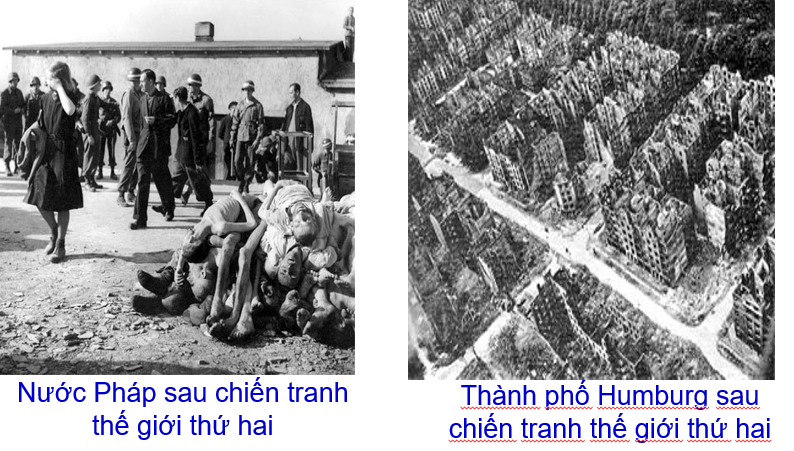 Nước Pháp sau chiến tranh
thế giới thứ hai
Thành phố Humburg sau
chiến tranh thế giới thứ hai